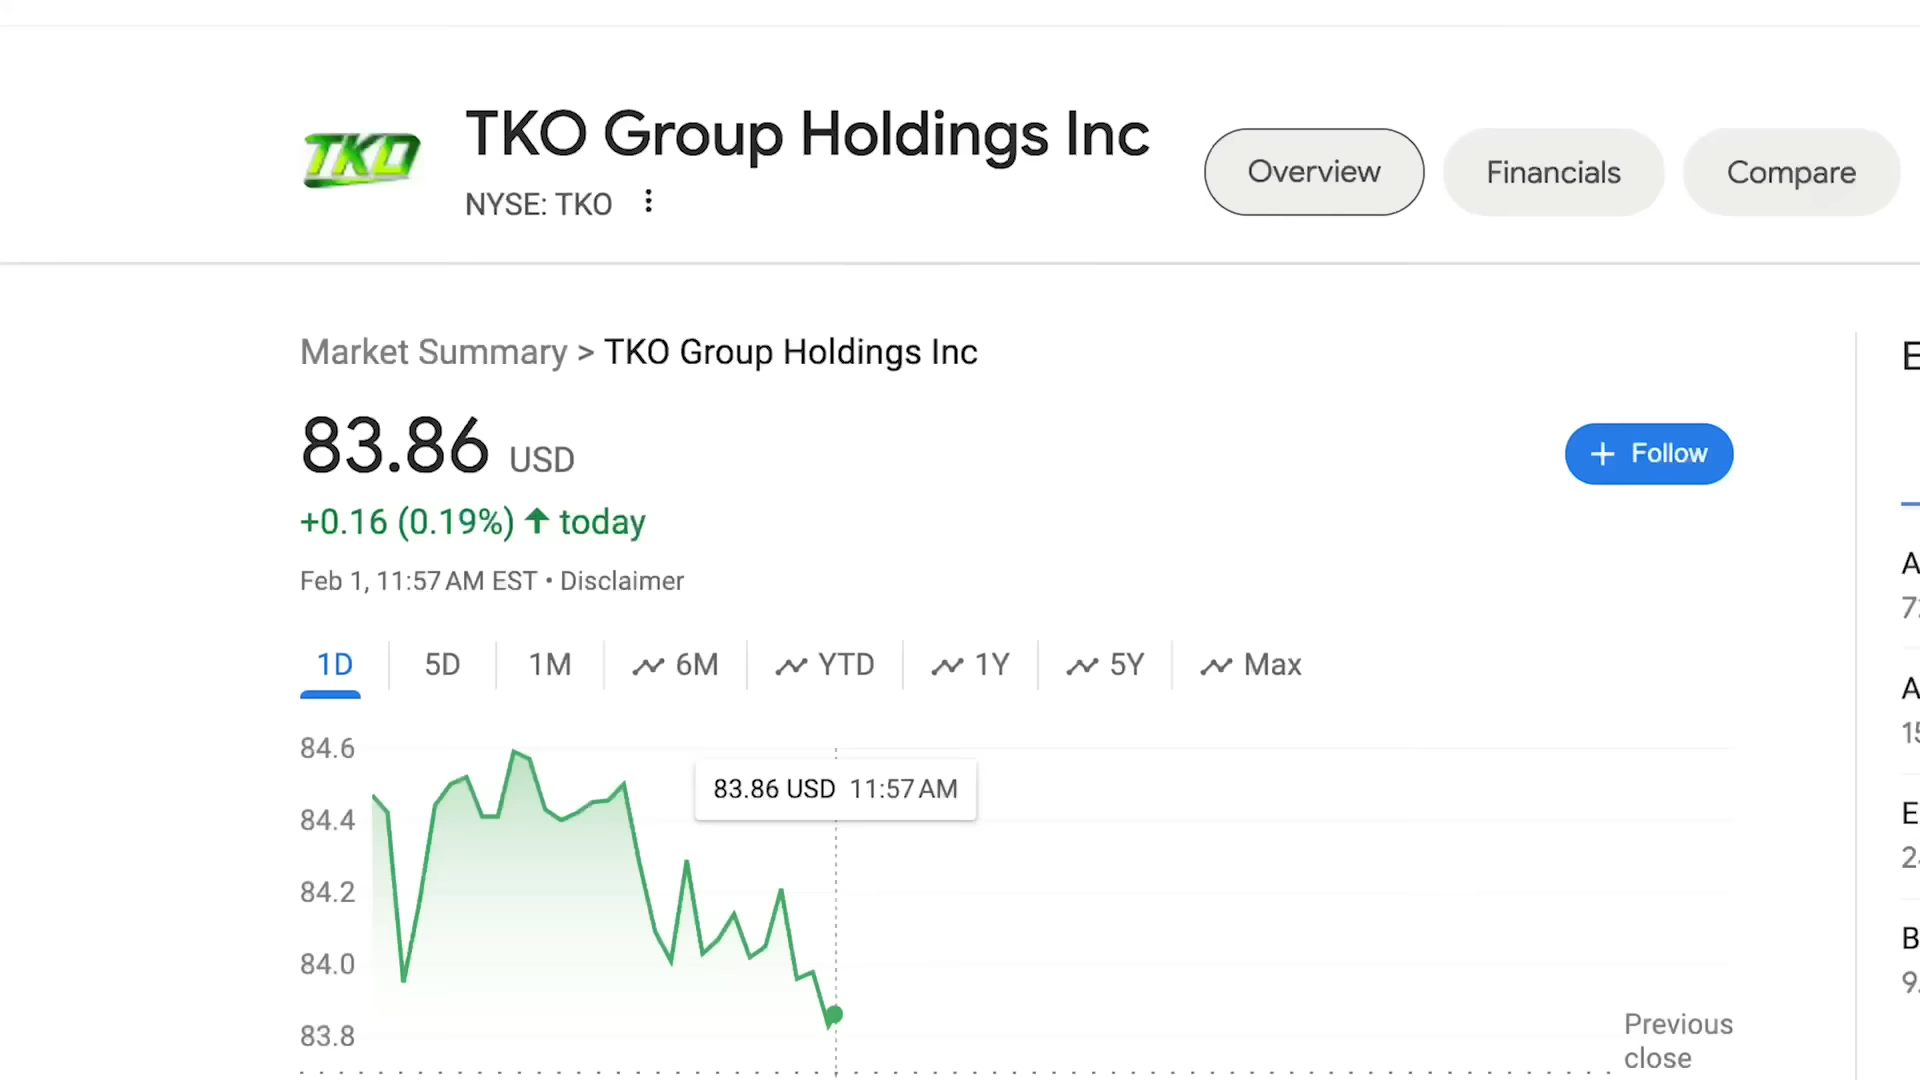 TKO
TKO Group Holdings Inc
NYSE: TKO
Overview
Financials
Compare
Market Summary > TKO Group Holdings Inc
83.86 USD
+ Follow
+0.16 (0.19%) ↑ today
Feb 1, 11:57 AM EST • Disclaimer
1D
5D
1M
6M
YTD
1Y
5Y
Max
84.6
84.4
84.2
84.0
83.8
83.86 USD 11:57 AM
Previous
close